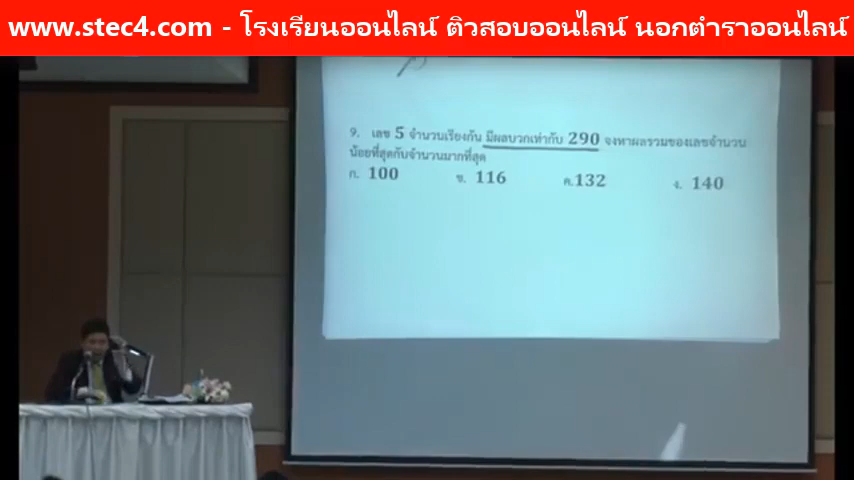 www.stec4.com - โรงเรียนออนไลน์ ติวสอบออนไลน์ นอกตำราออนไลน์
9. เลข 5 จำนวนเรียงกัน มีผลบวกเท่ากับ 290 จงหาผลรวมของเลขจำนวน
น้อยที่สุดกับจำนวนมากที่สุด
ก. 100 ข. 116 ค.132 ง. 140